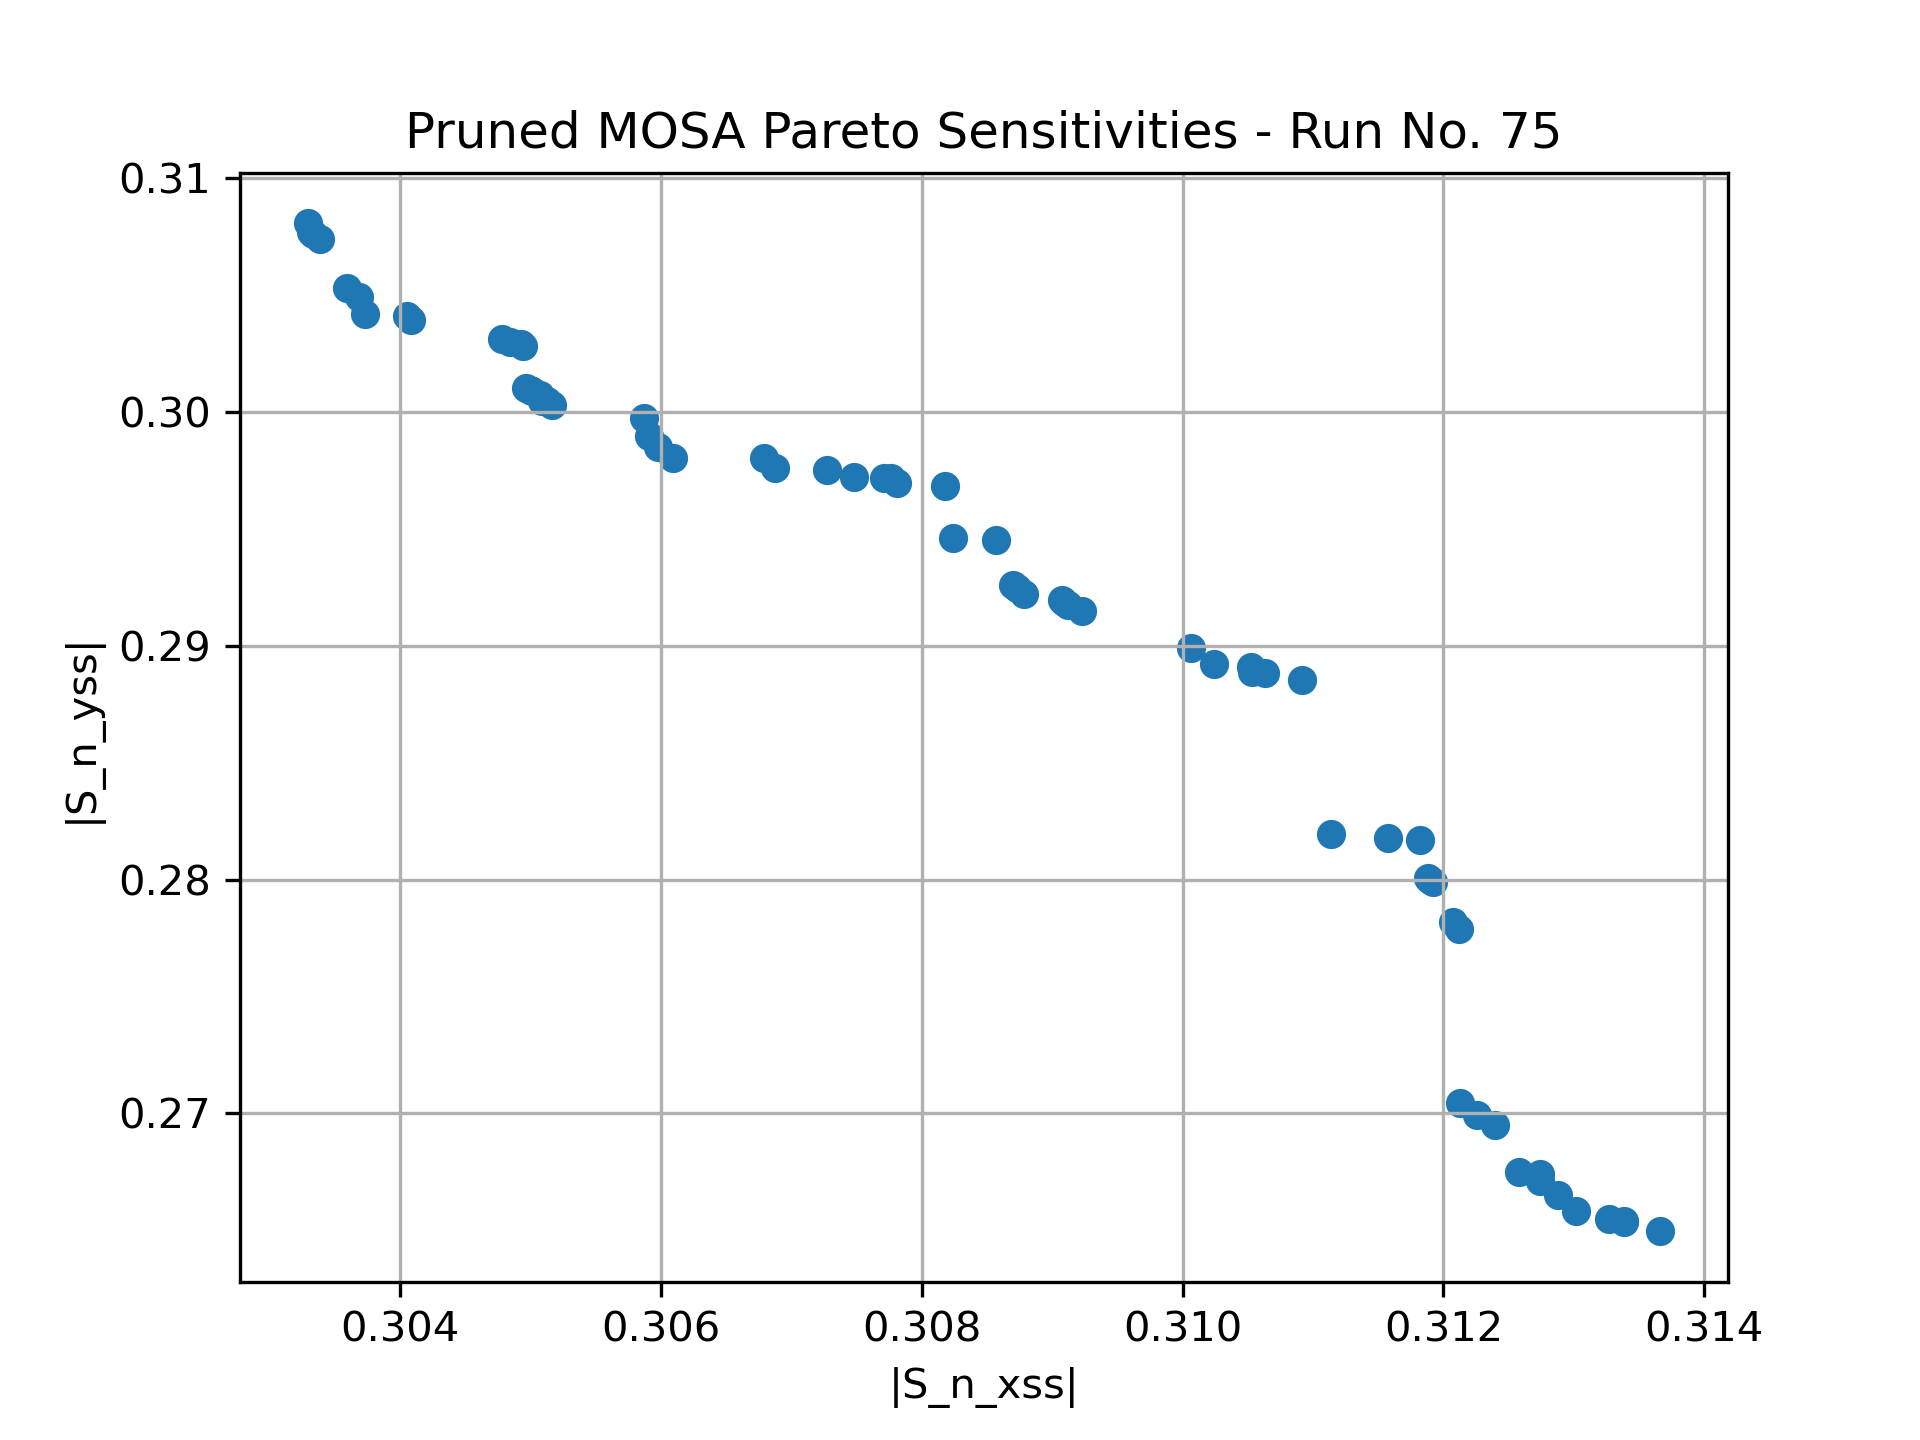 Pruned MOSA Pareto Sensitivities - Run No. 75
0.31
0.30
0.29
0.28
0.27
|S_n_yss|
0.304 0.306 0.308 0.310 0.312 0.314
|S_n_xss|